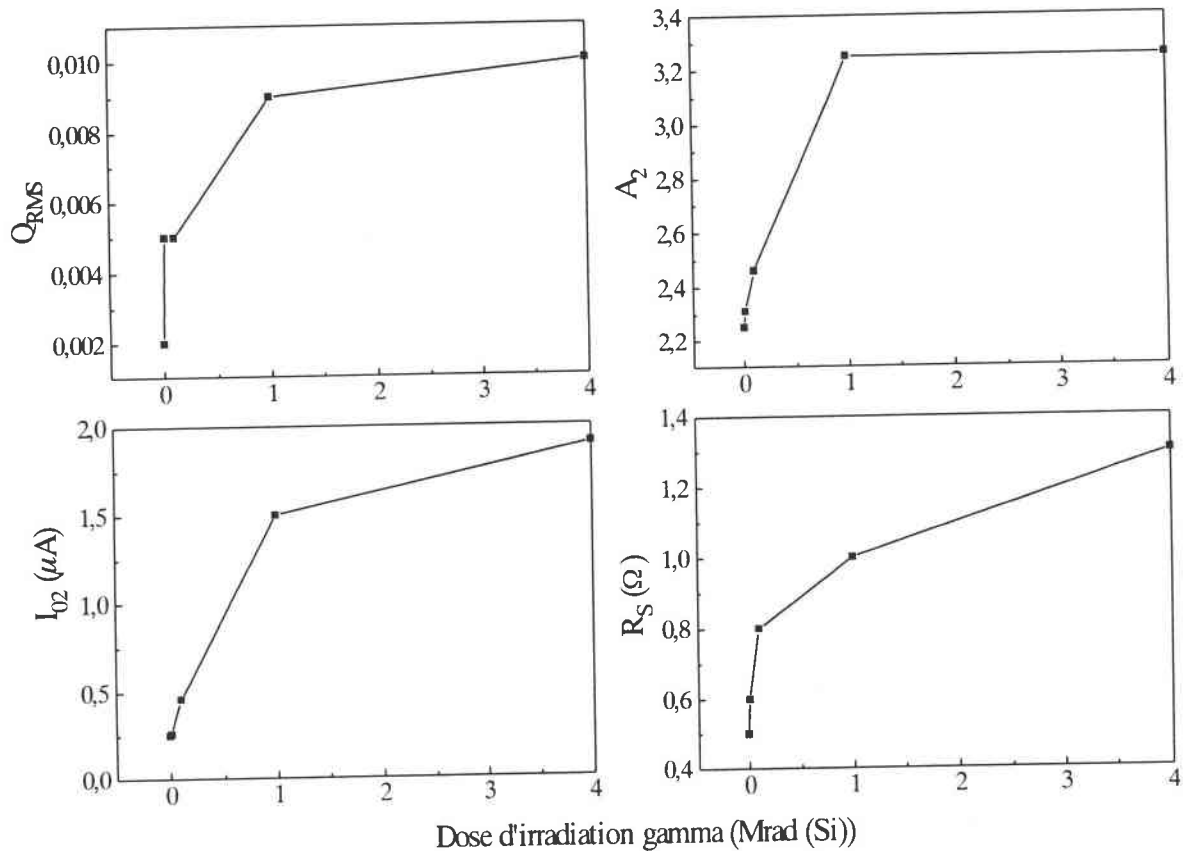 0,010
0,008
0,006
0,004
0,002
Q_RMS
0 1 2 3 4
3,4
3,2
3,0
2,8
2,6
2,4
2,2
A_2
0 1 2 3 4
2,0
1,5
1,0
0,5
0,0
I_02 (μA)
0 1 2 3 4
1,4
1,2
1,0
0,8
0,6
0,4
R_S (Ω)
0 1 2 3 4
Dose d'irradiation gamma (Mrad (Si))